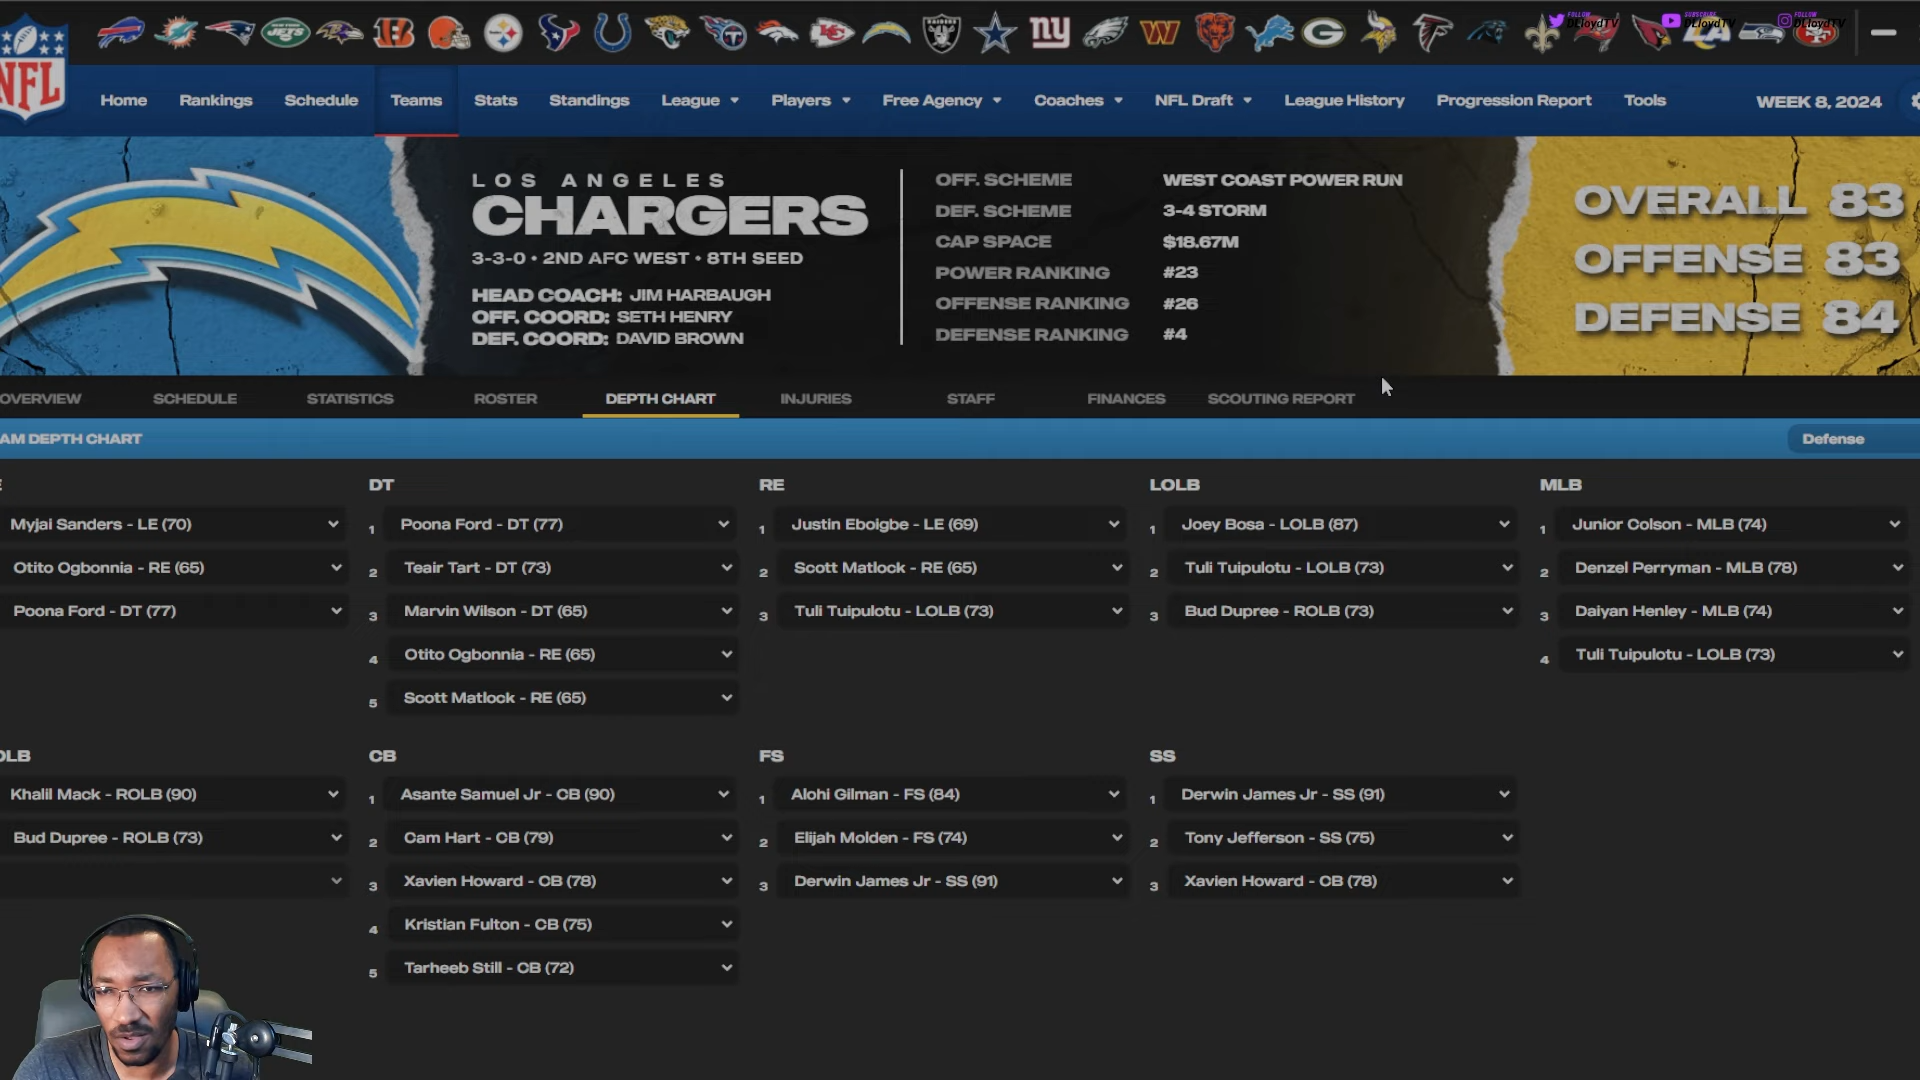 FOLLOW
DLloydTV
SUBSCRIBE
DLloydTV
FOLLOW
DLloydTV
NFL
Home
Rankings
Schedule
Teams
Stats
Standings
League
Players
Free Agency
Coaches
NFL Draft
League History
Progression Report
Tools
WEEK 8, 2024
LOS ANGELES
CHARGERS
3-3-0 • 2ND AFC WEST • 8TH SEED
HEAD COACH: JIM HARBAUGH
OFF. COORD: SETH HENRY
DEF. COORD: DAVID BROWN
OFF. SCHEME WEST COAST POWER RUN
DEF. SCHEME 3-4 STORM
CAP SPACE $18.67M
POWER RANKING #23
OFFENSE RANKING #26
DEFENSE RANKING #4
OVERALL 83
OFFENSE 83
DEFENSE 84
OVERVIEW
SCHEDULE
STATISTICS
ROSTER
DEPTH CHART
INJURIES
STAFF
FINANCES
SCOUTING REPORT
AM DEPTH CHART
Defense
Myjai Sanders - LE (70)
Otito Ogbonnia - RE (65)
Poona Ford - DT (77)
DT
1 Poona Ford - DT (77)
2 Teair Tart - DT (73)
3 Marvin Wilson - DT (65)
4 Otito Ogbonnia - RE (65)
5 Scott Matlock - RE (65)
RE
1 Justin Eboigbe - LE (69)
2 Scott Matlock - RE (65)
3 Tuli Tuipulotu - LOLB (73)
LOLB
1 Joey Bosa - LOLB (87)
2 Tuli Tuipulotu - LOLB (73)
3 Bud Dupree - ROLB (73)
MLB
1 Junior Colson - MLB (74)
2 Denzel Perryman - MLB (78)
3 Daiyan Henley - MLB (74)
4 Tuli Tuipulotu - LOLB (73)
OLB
Khalil Mack - ROLB (90)
Bud Dupree - ROLB (73)
CB
1 Asante Samuel Jr - CB (90)
2 Cam Hart - CB (79)
3 Xavien Howard - CB (78)
4 Kristian Fulton - CB (75)
5 Tarheeb Still - CB (72)
FS
1 Alohi Gilman - FS (84)
2 Elijah Molden - FS (74)
3 Derwin James Jr - SS (91)
SS
1 Derwin James Jr - SS (91)
2 Tony Jefferson - SS (75)
3 Xavien Howard - CB (78)